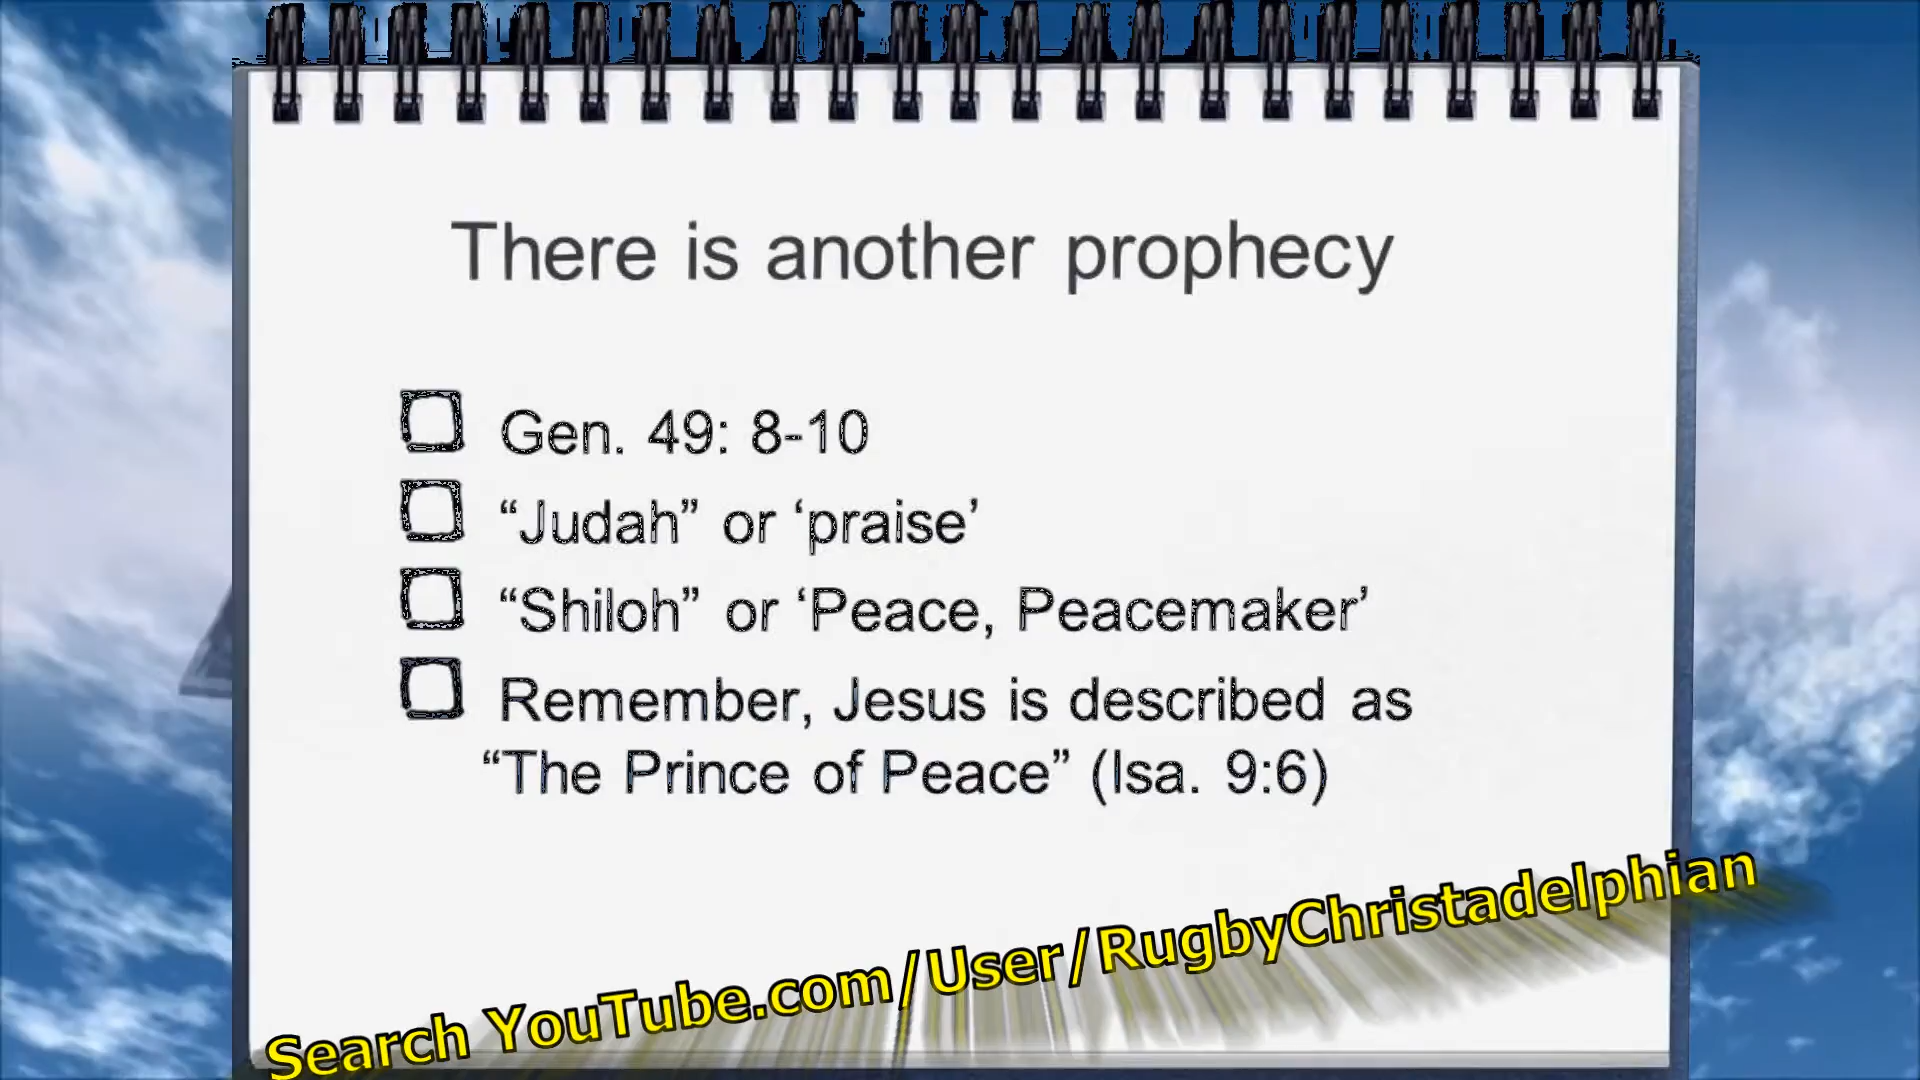 There is another prophecy
Gen. 49: 8-10
“Judah” or ‘praise’
“Shiloh” or ‘Peace, Peacemaker’
Remember, Jesus is described as
“The Prince of Peace” (Isa. 9:6)
Search YouTube.com/User/RugbyChristadelphian